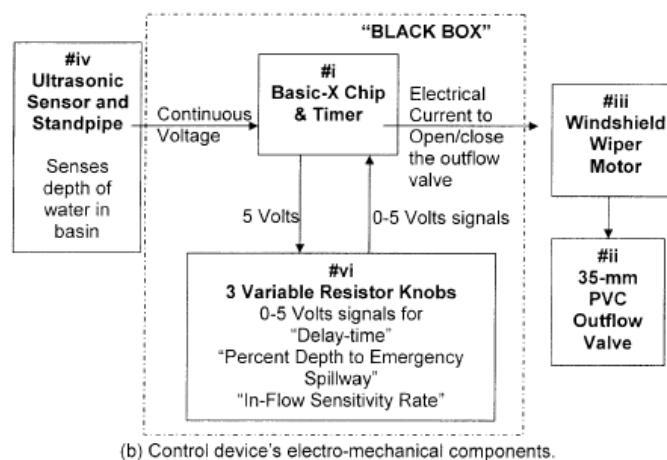 “BLACK BOX”
#iv
Ultrasonic
Sensor and
Standpipe
Senses
depth of
water in
basin
Continuous
Voltage
#i
Basic-X Chip
& Timer
Electrical
Current to
Open/close
the outflow
valve
#iii
Windshield
Wiper
Motor
5 Volts
0-5 Volts signals
#vi
3 Variable Resistor Knobs
0-5 Volts signals for
“Delay-time”
“Percent Depth to Emergency
Spillway”
“In-Flow Sensitivity Rate”
#ii
35-mm
PVC
Outflow
Valve
(b) Control device's electro-mechanical components.